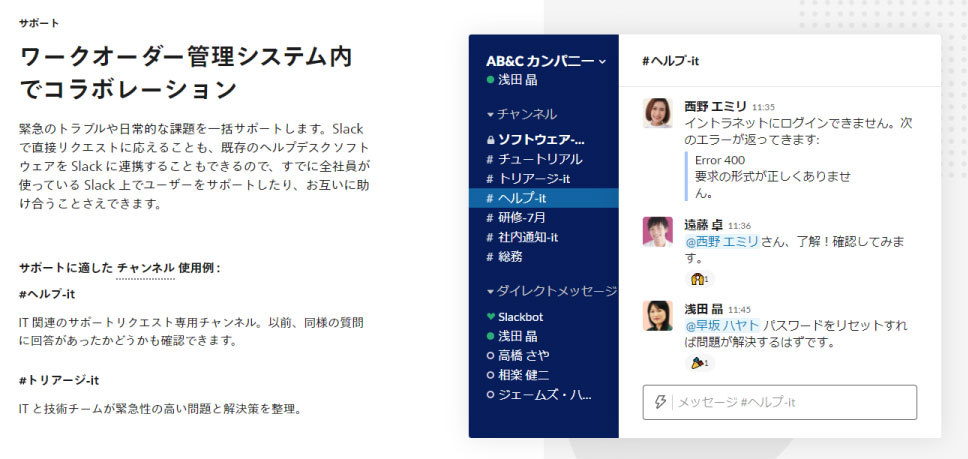 サポート
ワークオーダー管理システム内
でコラボレーション
緊急のトラブルや日常的な課題を一括サポートします。Slack
で直接リクエストに応えることも、既存のヘルプデスクソフト
ウェアを Slack に連携することもできるので、すでに全社員が
使っている Slack 上でユーザーをサポートしたり、お互いに助
け合うことさえできます。
サポートに適した チャンネル 使用例 :
#ヘルプ-it
IT 関連のサポートリクエスト専用チャンネル。以前、同様の質問
に回答があったかどうかも確認できます。
#トリアージ-it
IT と技術チームが緊急性の高い問題と解決策を整理。
AB&C カンパニー
浅田 晶
チャンネル
ソフトウェア-...
# チュートリアル
# トリアージ-it
# ヘルプ-it
# 研修-7月
# 社内通知-it
# 総務
ダイレクトメッセージ
Slackbot
浅田 晶
高橋 さや
相楽 健二
ジェームズ・ハ...
#ヘルプ-it
西野 エミリ 11:35
イントラネットにログインできません。次
のエラーが返ってきます:
Error 400
要求の形式が正しくありませ
ん。
遠藤 卓 11:36
@西野 エミリ さん、了解！確認してみま
す。
1
浅田 晶 11:45
@早坂 ハヤト パスワードをリセットすれ
ば問題が解決するはずです。
1
メッセージ #ヘルプ-it